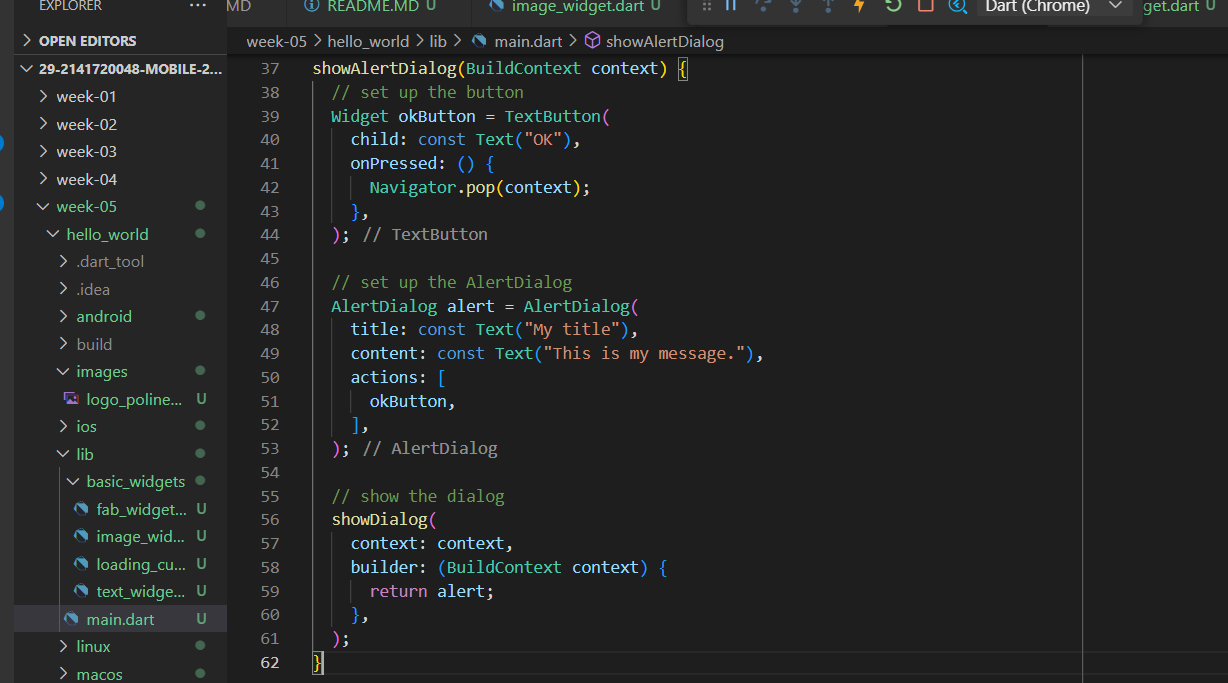 EXPLORER
MD
README.MD U
image_widget.dart U
Dart (Chrome)
get.dart U
OPEN EDITORS
29-2141720048-MOBILE-2...
week-01
week-02
week-03
week-04
week-05
hello_world
.dart_tool
.idea
android
build
images
logo_poline... U
ios
lib
basic_widgets
fab_widget... U
image_wid... U
loading_cu... U
text_widge... U
main.dart U
linux
macos
week-05 > hello_world > lib > main.dart > showAlertDialog
37 showAlertDialog(BuildContext context) {
38 // set up the button
39 Widget okButton = TextButton(
40 child: const Text("OK"),
41 onPressed: () {
42 Navigator.pop(context);
43 },
44 ); // TextButton
45
46 // set up the AlertDialog
47 AlertDialog alert = AlertDialog(
48 title: const Text("My title"),
49 content: const Text("This is my message."),
50 actions: [
51 okButton,
52 ],
53 ); // AlertDialog
54
55 // show the dialog
56 showDialog(
57 context: context,
58 builder: (BuildContext context) {
59 return alert;
60 },
61 );
62 }